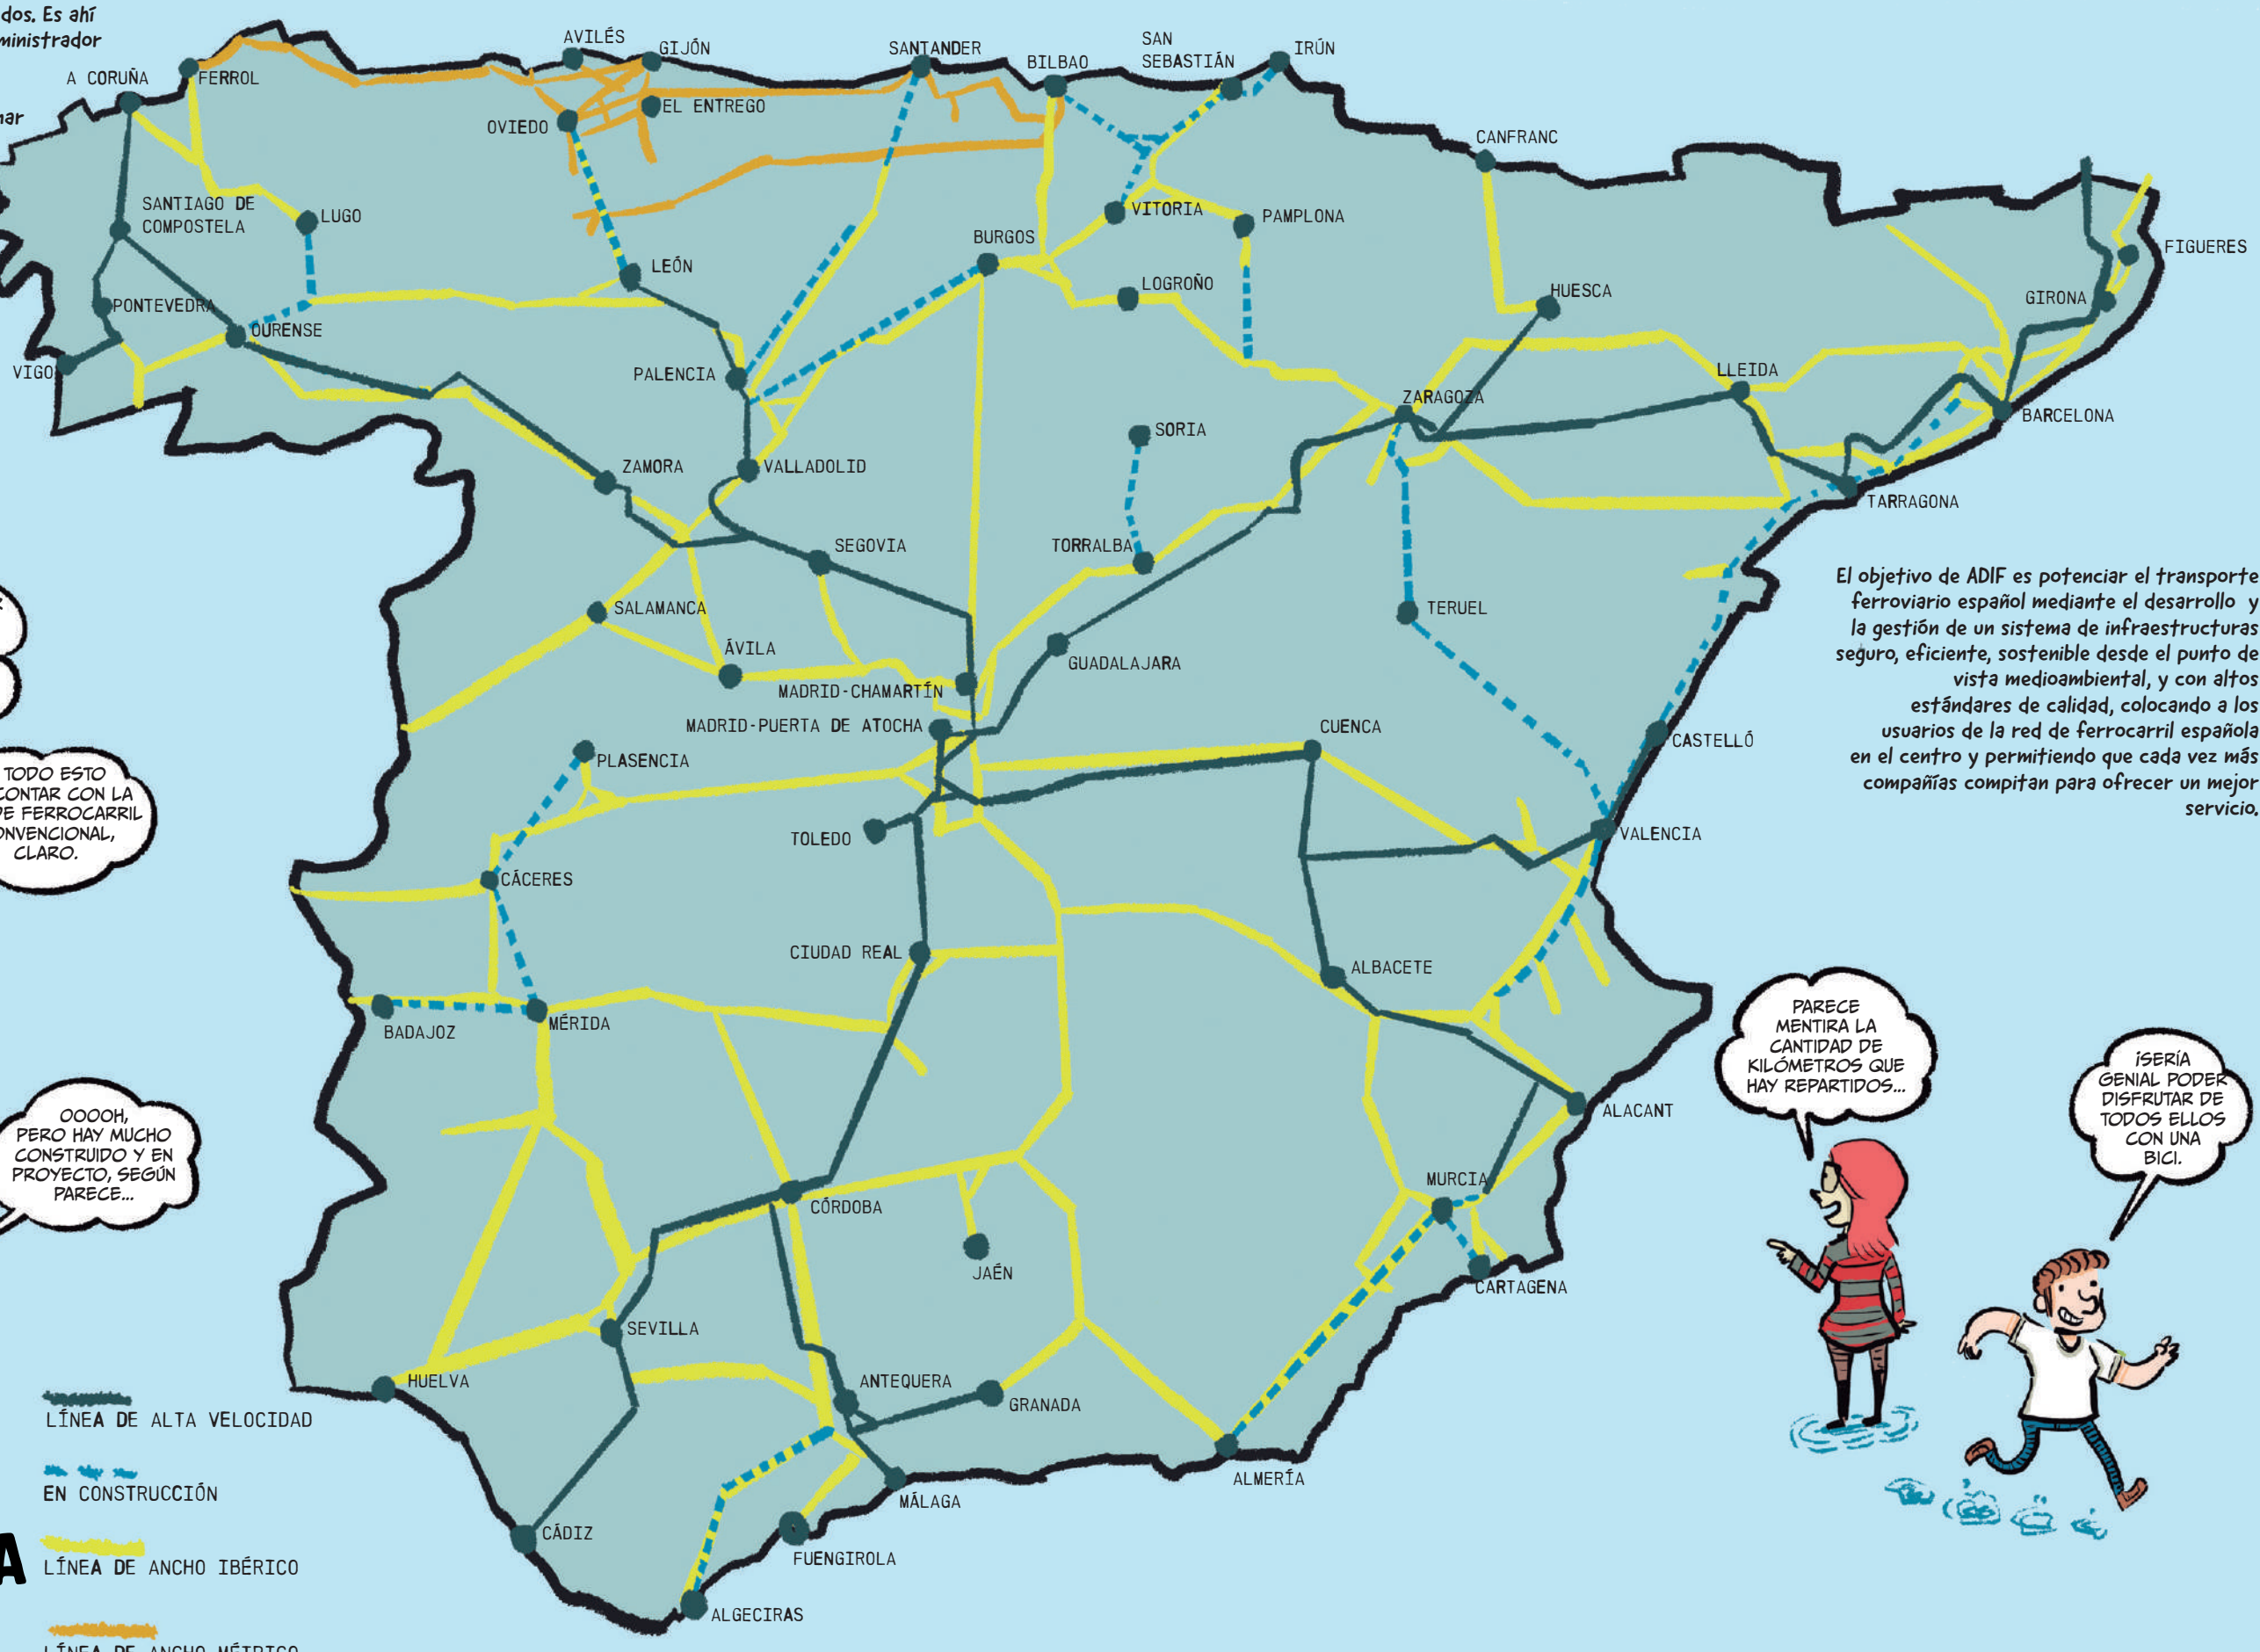 dos. Es ahí
ministrador
AVILÉS
GIJÓN
SANTANDER
BILBAO
SAN
SEBASTIÁN
IRÚN
A CORUÑA
FERROL
EL ENTREGO
OVIEDO
CANFRANC
SANTIAGO DE
COMPOSTELA
LUGO
VITORIA
PAMPLONA
BURGOS
FIGUERES
LEÓN
LOGROÑO
HUESCA
GIRONA
PONTEVEDRA
OURENSE
VIGO
PALENCIA
LLEIDA
ZARAGOZA
BARCELONA
SORIA
ZAMORA
VALLADOLID
TARRAGONA
SEGOVIA
TORRALBA
SALAMANCA
TERUEL
ÁVILA
GUADALAJARA
MADRID-CHAMARTÍN
MADRID-PUERTA DE ATOCHA
CUENCA
CASTELLÓ
PLASENCIA
TOLEDO
VALENCIA
CÁCERES
CIUDAD REAL
ALBACETE
BADAJOZ
MÉRIDA
ALACANT
MURCIA
CÓRDOBA
JAÉN
CARTAGENA
SEVILLA
HUELVA
ANTEQUERA
GRANADA
ALMERÍA
MÁLAGA
CÁDIZ
FUENGIROLA
ALGECIRAS
El objetivo de ADIF es potenciar el transporte
ferroviario español mediante el desarrollo y
la gestión de un sistema de infraestructuras
seguro, eficiente, sostenible desde el punto de
vista medioambiental, y con altos
estándares de calidad, colocando a los
usuarios de la red de ferrocarril española
en el centro y permitiendo que cada vez más
compañías compitan para ofrecer un mejor
servicio.
TODO ESTO
CONTAR CON LA
DE FERROCARRIL
ONVENCIONAL,
CLARO.
OOOOH,
PERO HAY MUCHO
CONSTRUIDO Y EN
PROYECTO, SEGÚN
PARECE...
PARECE
MENTIRA LA
CANTIDAD DE
KILÓMETROS QUE
HAY REPARTIDOS...
¡SERÍA
GENIAL PODER
DISFRUTAR DE
TODOS ELLOS
CON UNA
BICI.
LÍNEA DE ALTA VELOCIDAD
EN CONSTRUCCIÓN
A
LÍNEA DE ANCHO IBÉRICO
LÍNEA DE ANCHO MÉTRICO